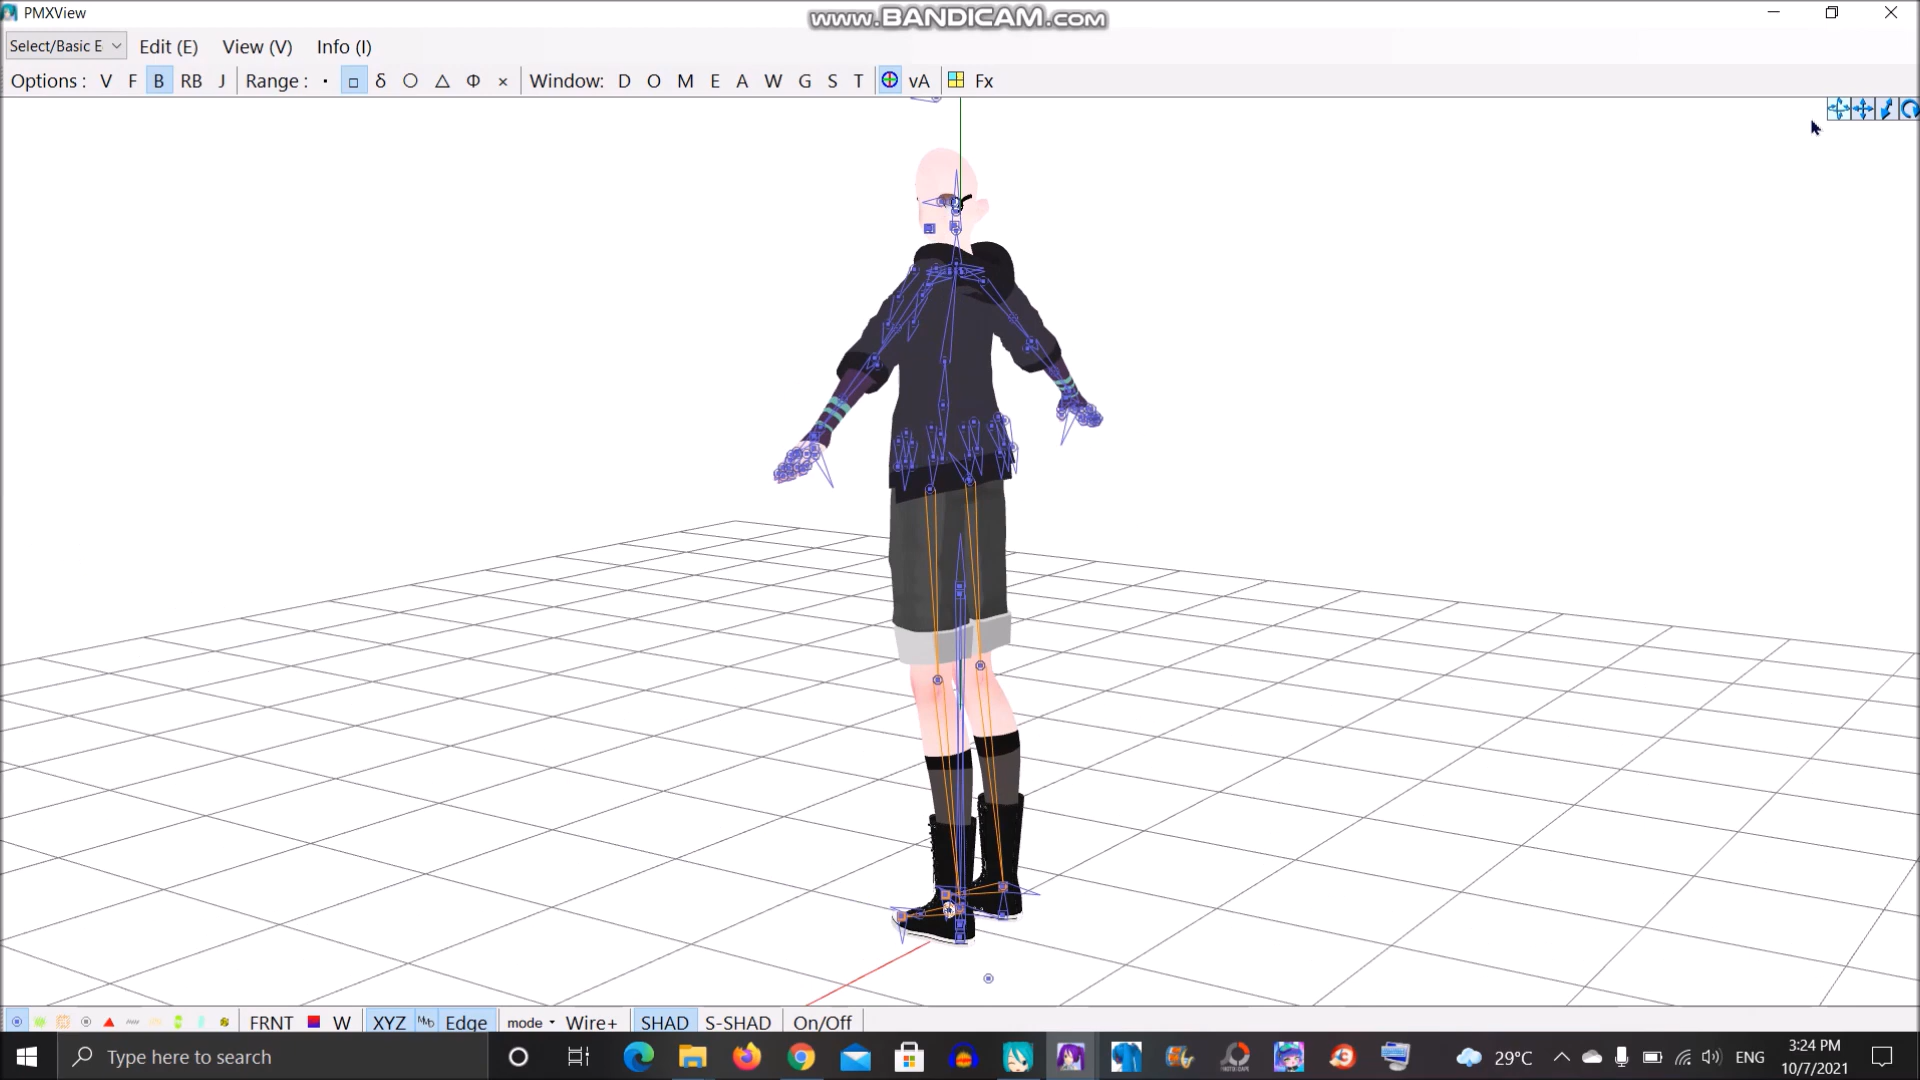 PMXView
www.BANDICAM.com
Select/Basic E Edit (E) View (V) Info (I)
Options : V F B RB J Range : · □ δ ○ △ Φ × Window: D O M E A W G S T vA Fx
FRNT W XYZ Edge mode Wire+ SHAD S-SHAD On/Off
Type here to search
29°C
ENG
3:24 PM
10/7/2021